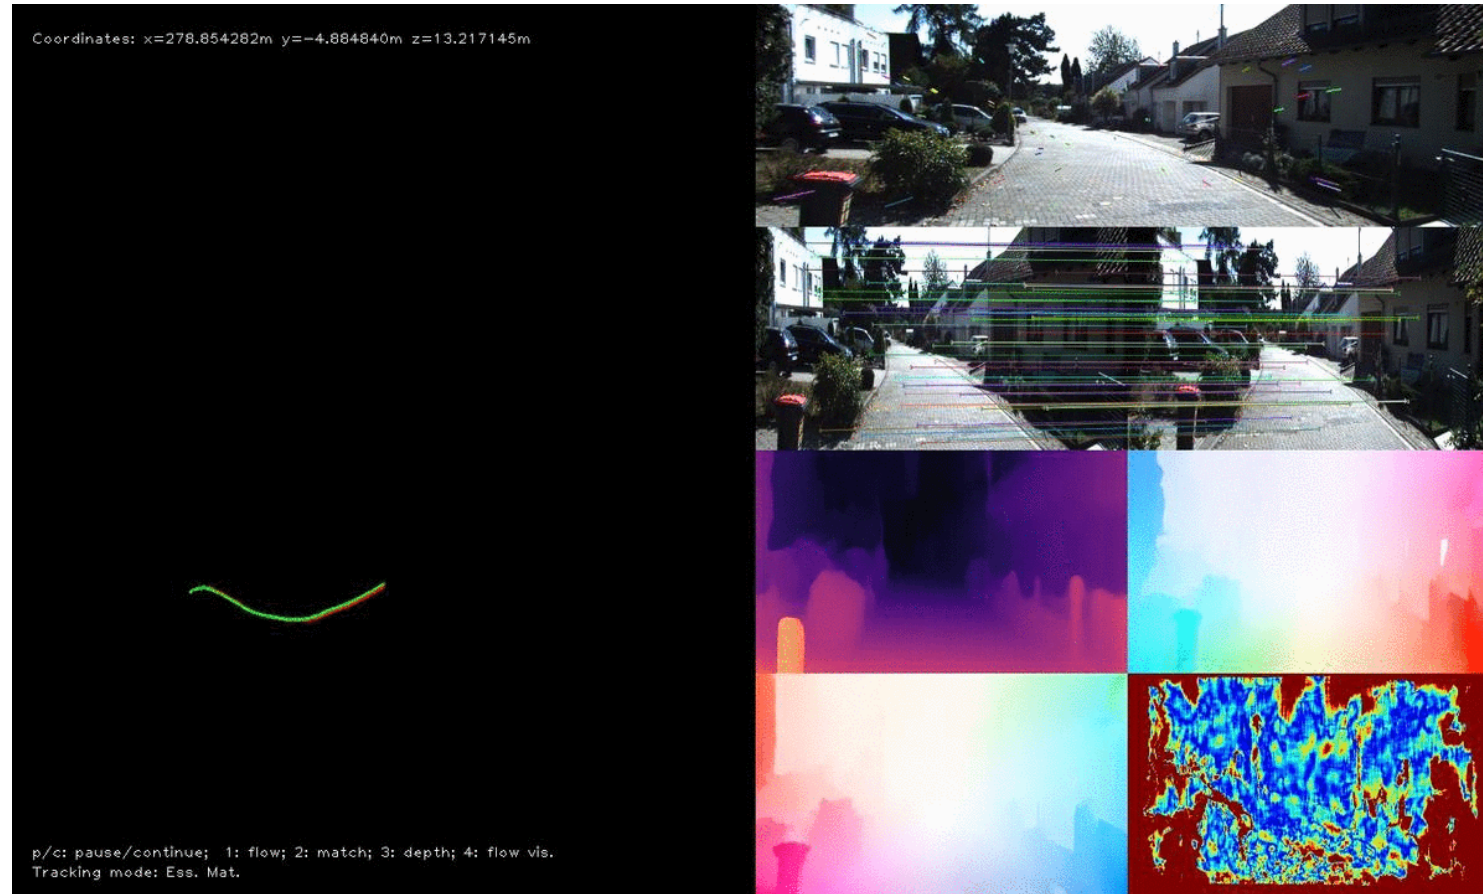 Coordinates: x=278.854282m y=-4.884840m z=13.217145m
p/c: pause/continue; 1: flow; 2: match; 3: depth; 4: flow vis.
Tracking mode: Ess. Mat.